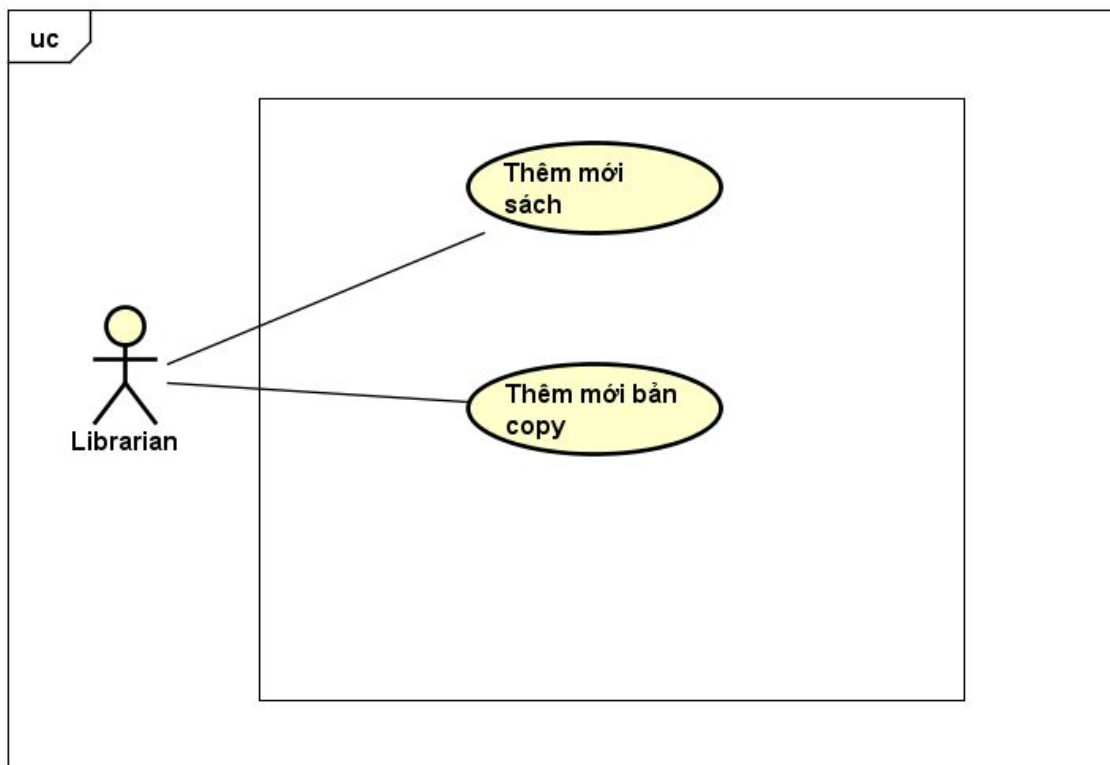 uc
Thêm mới
sách
Thêm mới bản
copy
Librarian